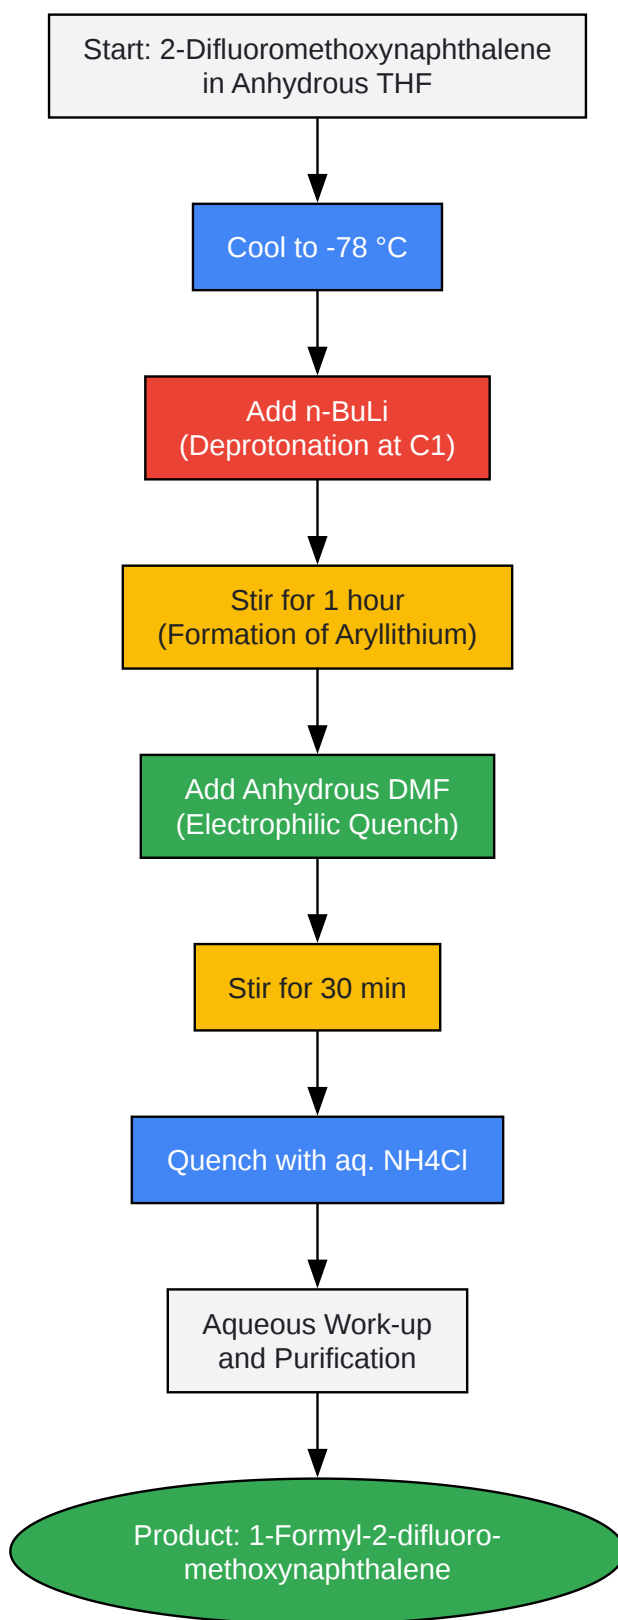 Start: 2-Difluoromethoxynaphthalene
in Anhydrous THF
Cool to -78 °C
Add n-BuLi
(Deprotonation at C1)
Stir for 1 hour
(Formation of Aryllithium)
Add Anhydrous DMF
(Electrophilic Quench)
Stir for 30 min
Quench with aq. NH4Cl
Aqueous Work-up
and Purification
Product: 1-Formyl-2-difluoro-
methoxynaphthalene